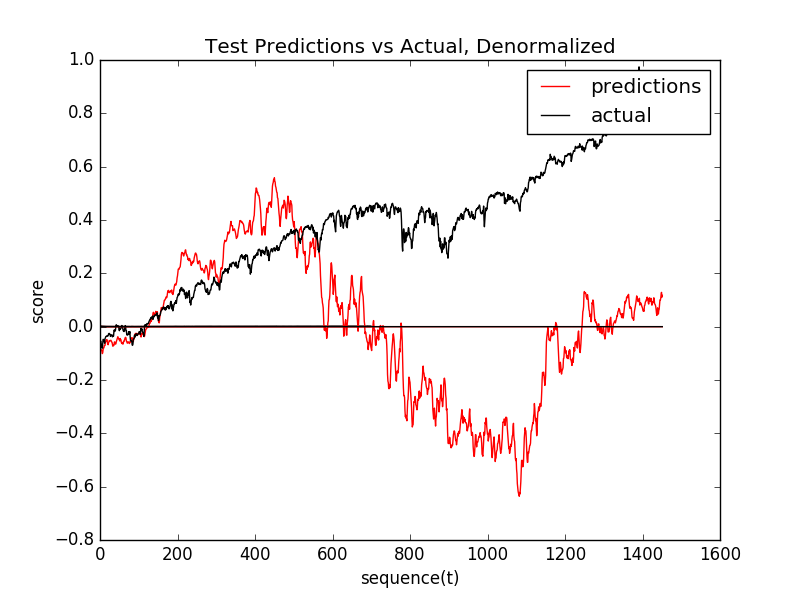 Test Predictions vs Actual, Denormalized
predictions
actual
1.0
0.8
0.6
0.4
0.2
0.0
−0.2
−0.4
−0.6
−0.8
score
0 200 400 600 800 1000 1200 1400 1600
sequence(t)